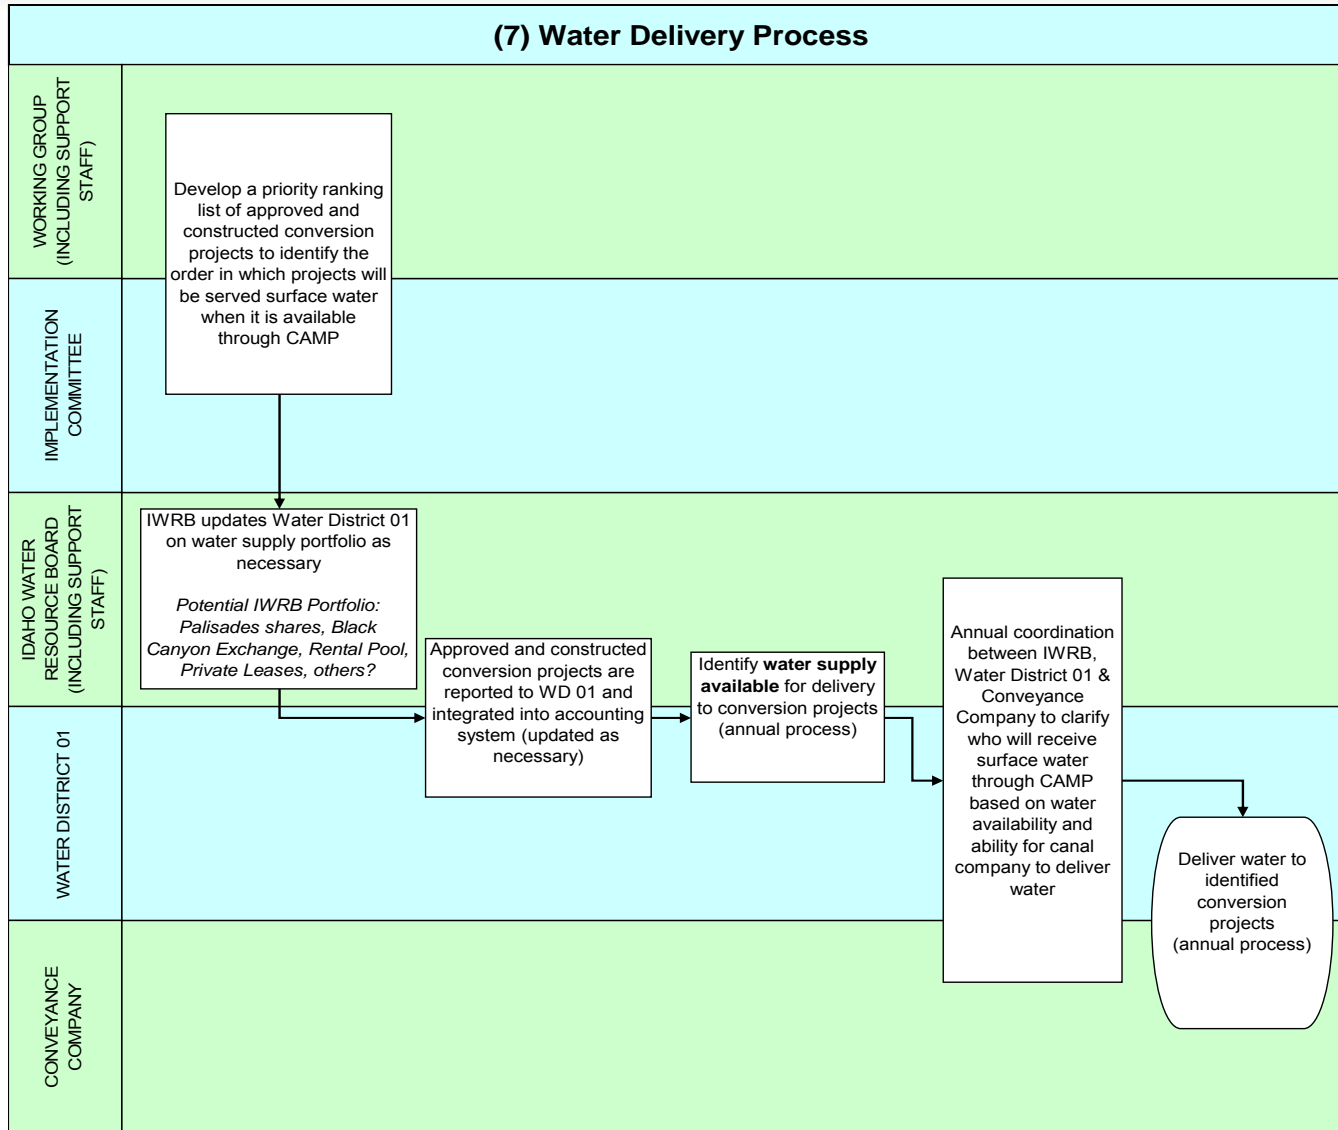 (7) Water Delivery Process
WORKING GROUP
(INCLUDING SUPPORT
STAFF)
Develop a priority ranking
list of approved and
constructed conversion
projects to identify the
order in which projects will
be served surface water
when it is available
through CAMP
IMPLEMENTATION
COMMITTEE
IDAHO WATER
RESOURCE BOARD
(INCLUDING SUPPORT
STAFF)
IWRB updates Water District 01
on water supply portfolio as
necessary
Potential IWRB Portfolio:
Palisades shares, Black
Canyon Exchange, Rental Pool,
Private Leases, others?
Approved and constructed
conversion projects are
reported to WD 01 and
integrated into accounting
system (updated as
necessary)
Identify water supply
available for delivery
to conversion projects
(annual process)
Annual coordination
between IWRB,
Water District 01 &
Conveyance
Company to clarify
who will receive
surface water
through CAMP
based on water
availability and
ability for canal
company to deliver
water
WATER DISTRICT 01
Deliver water to
identified
conversion
projects
(annual process)
CONVEYANCE
COMPANY